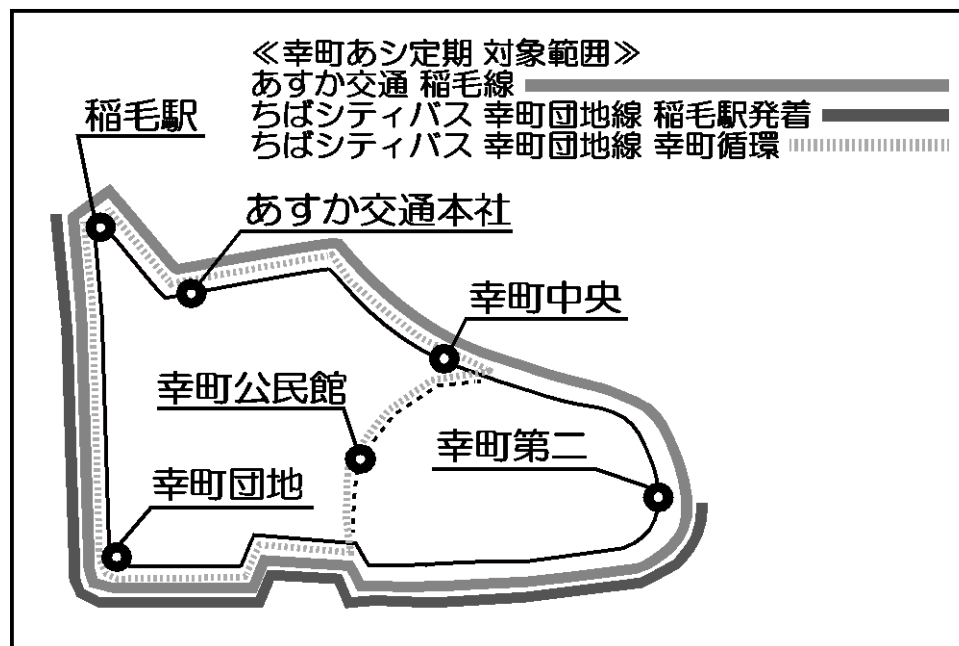 ≪幸町あシ定期 対象範囲≫
あすか交通 稲毛線
ちばシティバス 幸町団地線 稲毛駅発着
ちばシティバス 幸町団地線 幸町循環
稲毛駅
あすか交通本社
幸町中央
幸町公民館
幸町第二
幸町団地